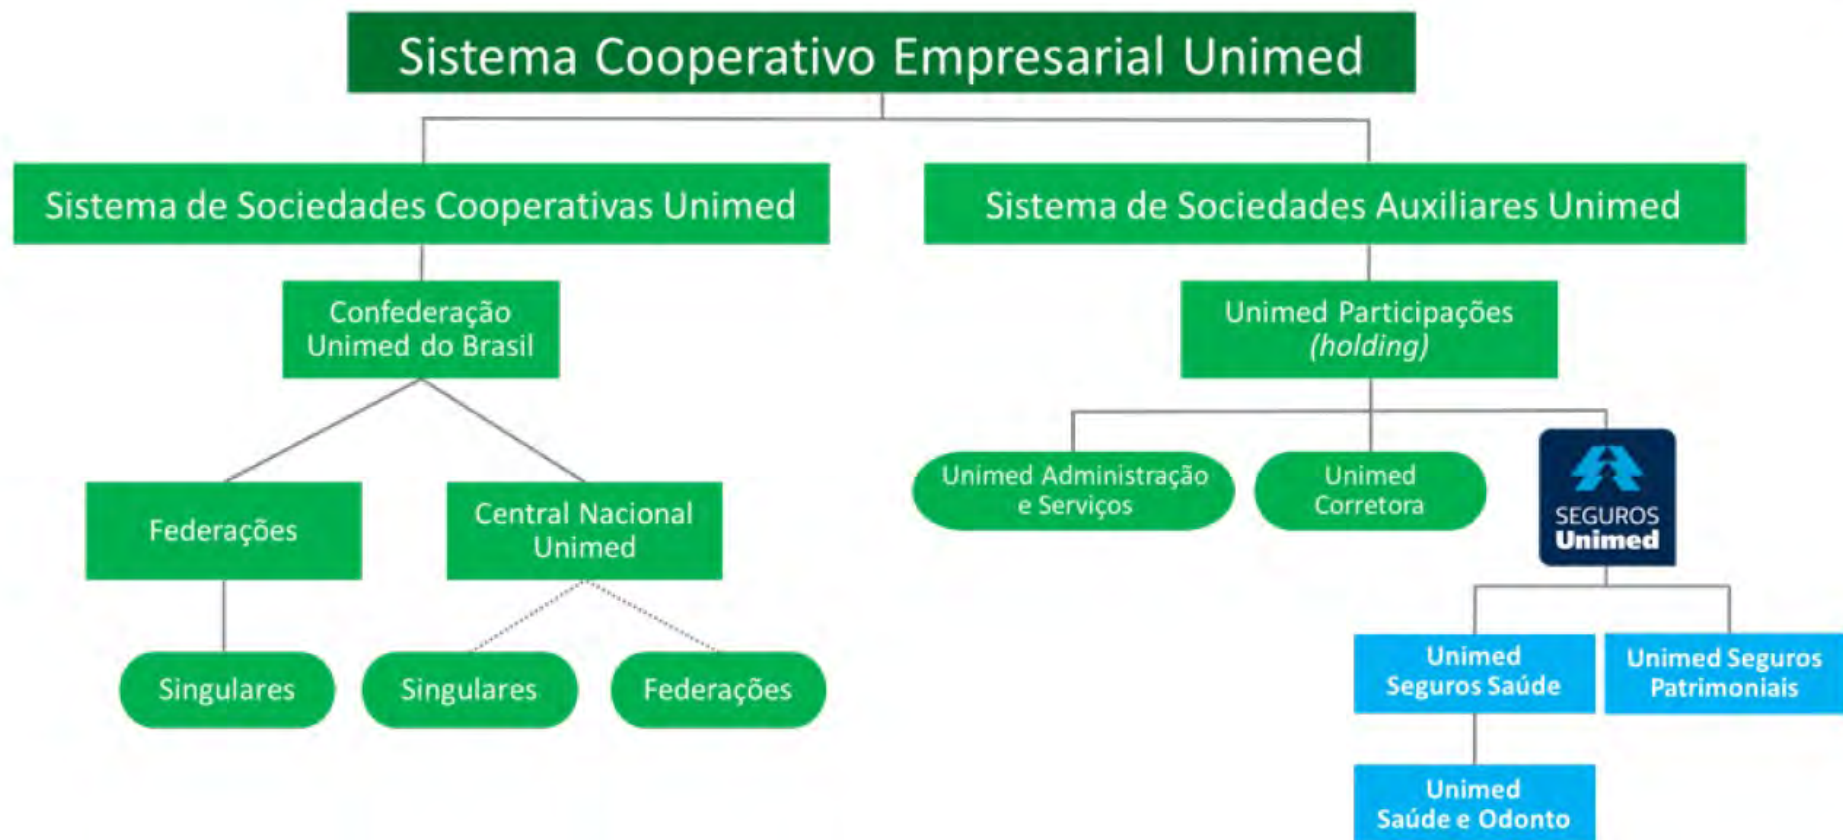 Sistema Cooperativo Empresarial Unimed
Sistema de Sociedades Cooperativas Unimed
Sistema de Sociedades Auxiliares Unimed
Confederação
Unimed do Brasil
Unimed Participações
(holding)
Federações
Central Nacional
Unimed
Unimed Administração
e Serviços
Unimed
Corretora
SEGUROS
Unimed
Singulares
Singulares
Federações
Unimed
Seguros Saúde
Unimed Seguros
Patrimoniais
Unimed
Saúde e Odonto